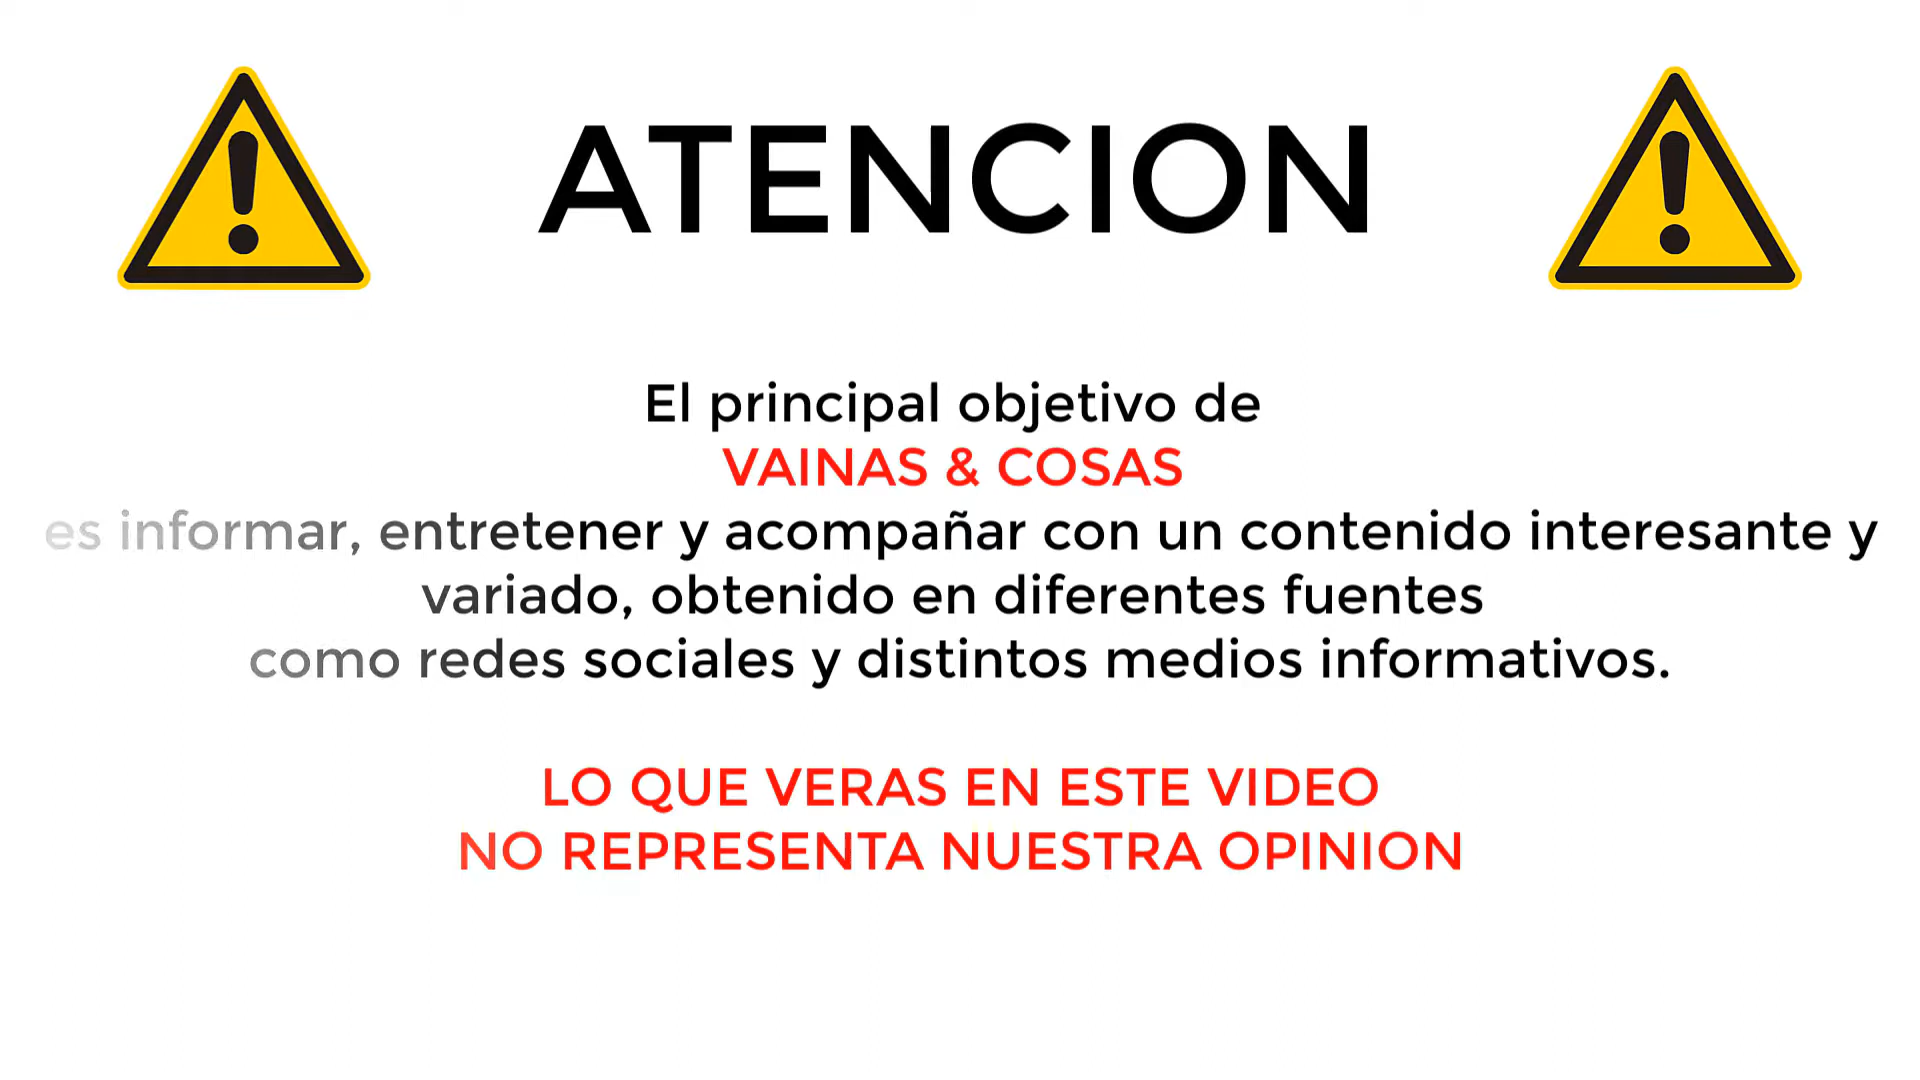 ATENCION
El principal objetivo de
VAINAS & COSAS
es informar, entretener y acompañar con un contenido interesante y
variado, obtenido en diferentes fuentes
como redes sociales y distintos medios informativos.
LO QUE VERAS EN ESTE VIDEO
NO REPRESENTA NUESTRA OPINION